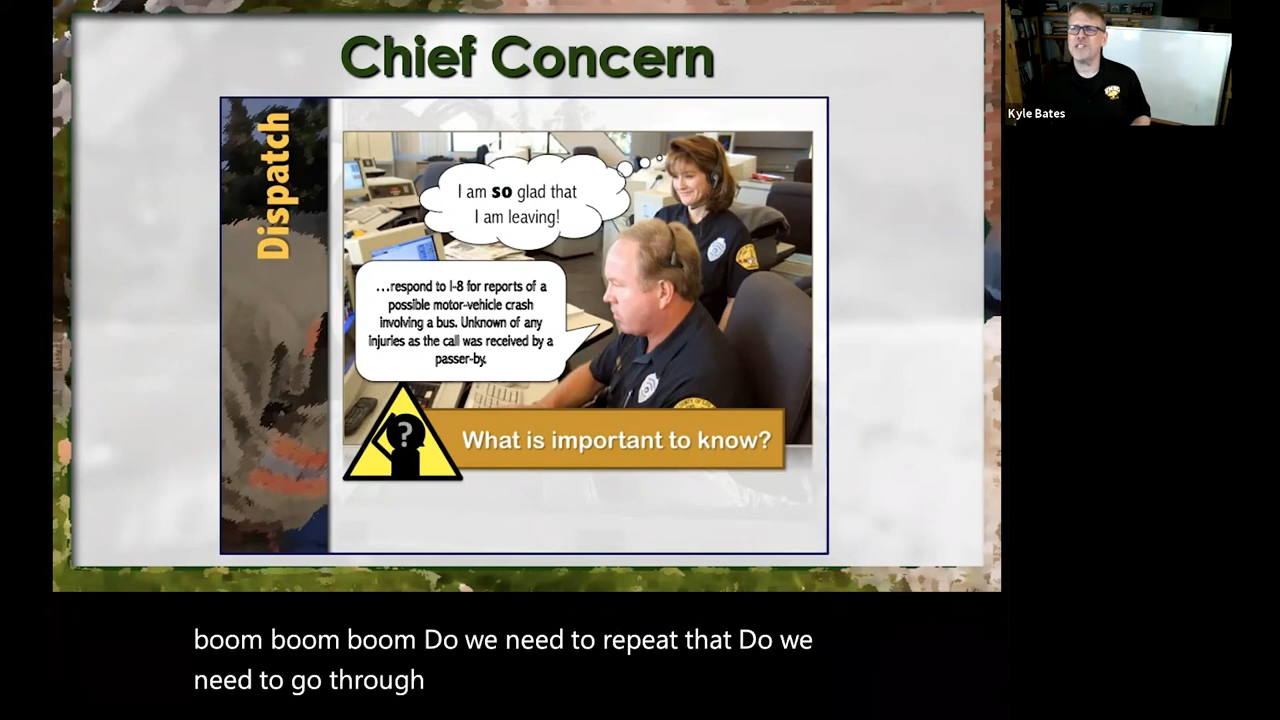 Chief Concern
Kyle Bates
Dispatch
I am so glad that
I am leaving!
...respond to I-8 for reports of a
possible motor-vehicle crash
involving a bus. Unknown of any
injuries as the call was received by a
passer-by.
?
What is important to know?
boom boom boom Do we need to repeat that Do we
need to go through